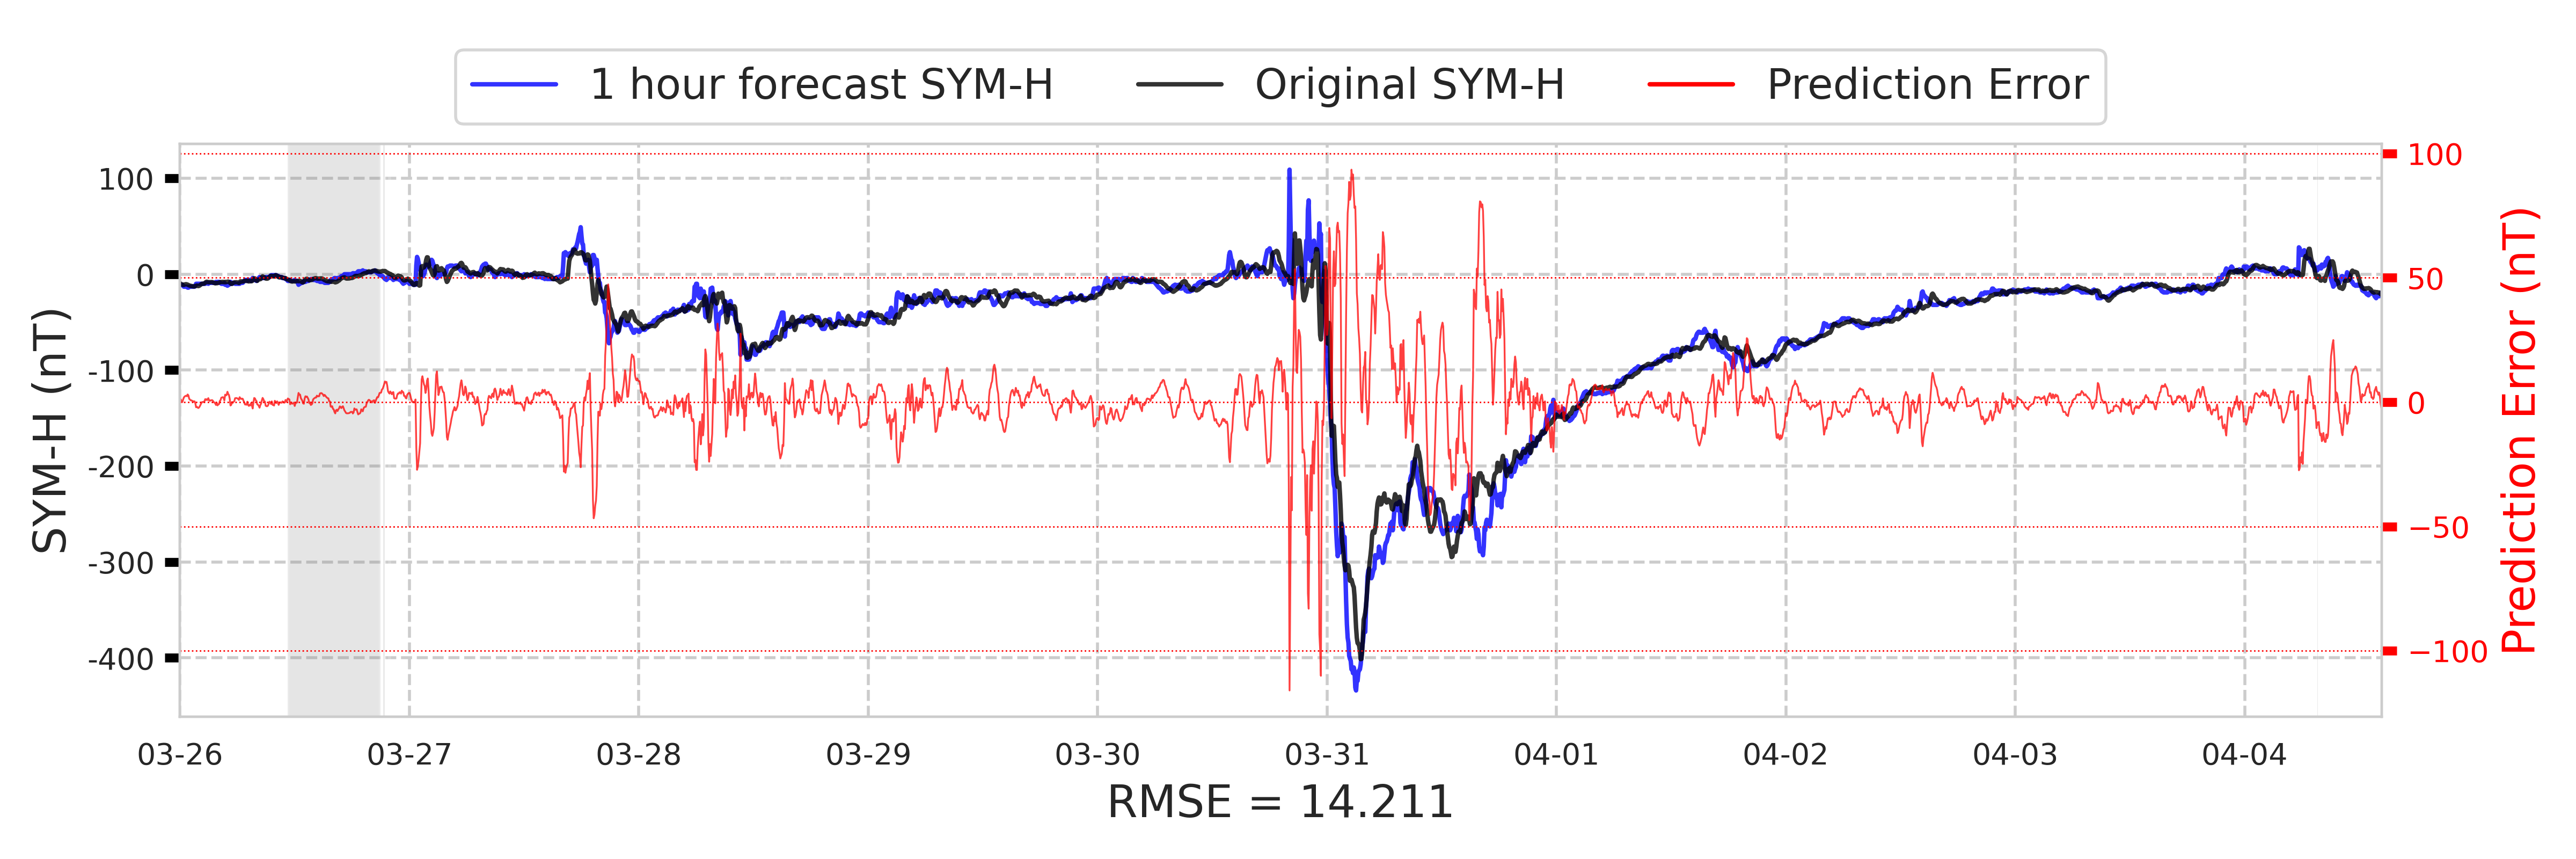 1 hour forecast SYM-H Original SYM-H Prediction Error
SYM-H (nT)
100
0
-100
-200
-300
-400
100
50
0
−50
−100
Prediction Error (nT)
03-26 03-27 03-28 03-29 03-30 03-31 04-01 04-02 04-03 04-04
RMSE = 14.211